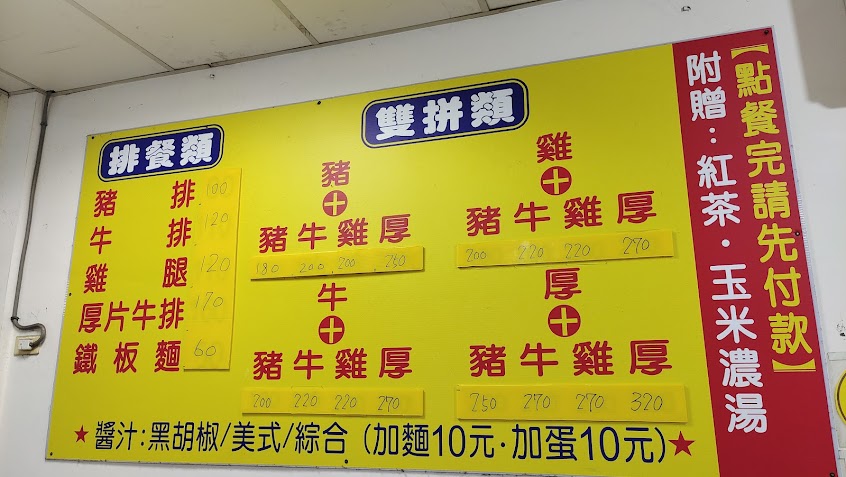 排餐類
豬排 100
牛排 120
雞腿 120
厚片牛排 170
鐵板麵 60
雙拼類
豬
+
豬牛雞厚
180 200 200 250
雞
+
豬牛雞厚
200 220 220 270
牛
+
豬牛雞厚
200 220 220 270
厚
+
豬牛雞厚
250 270 270 320
★醬汁:黑胡椒/美式/綜合(加麵10元·加蛋10元)★
【點餐完請先付款】
附贈:紅茶·玉米濃湯